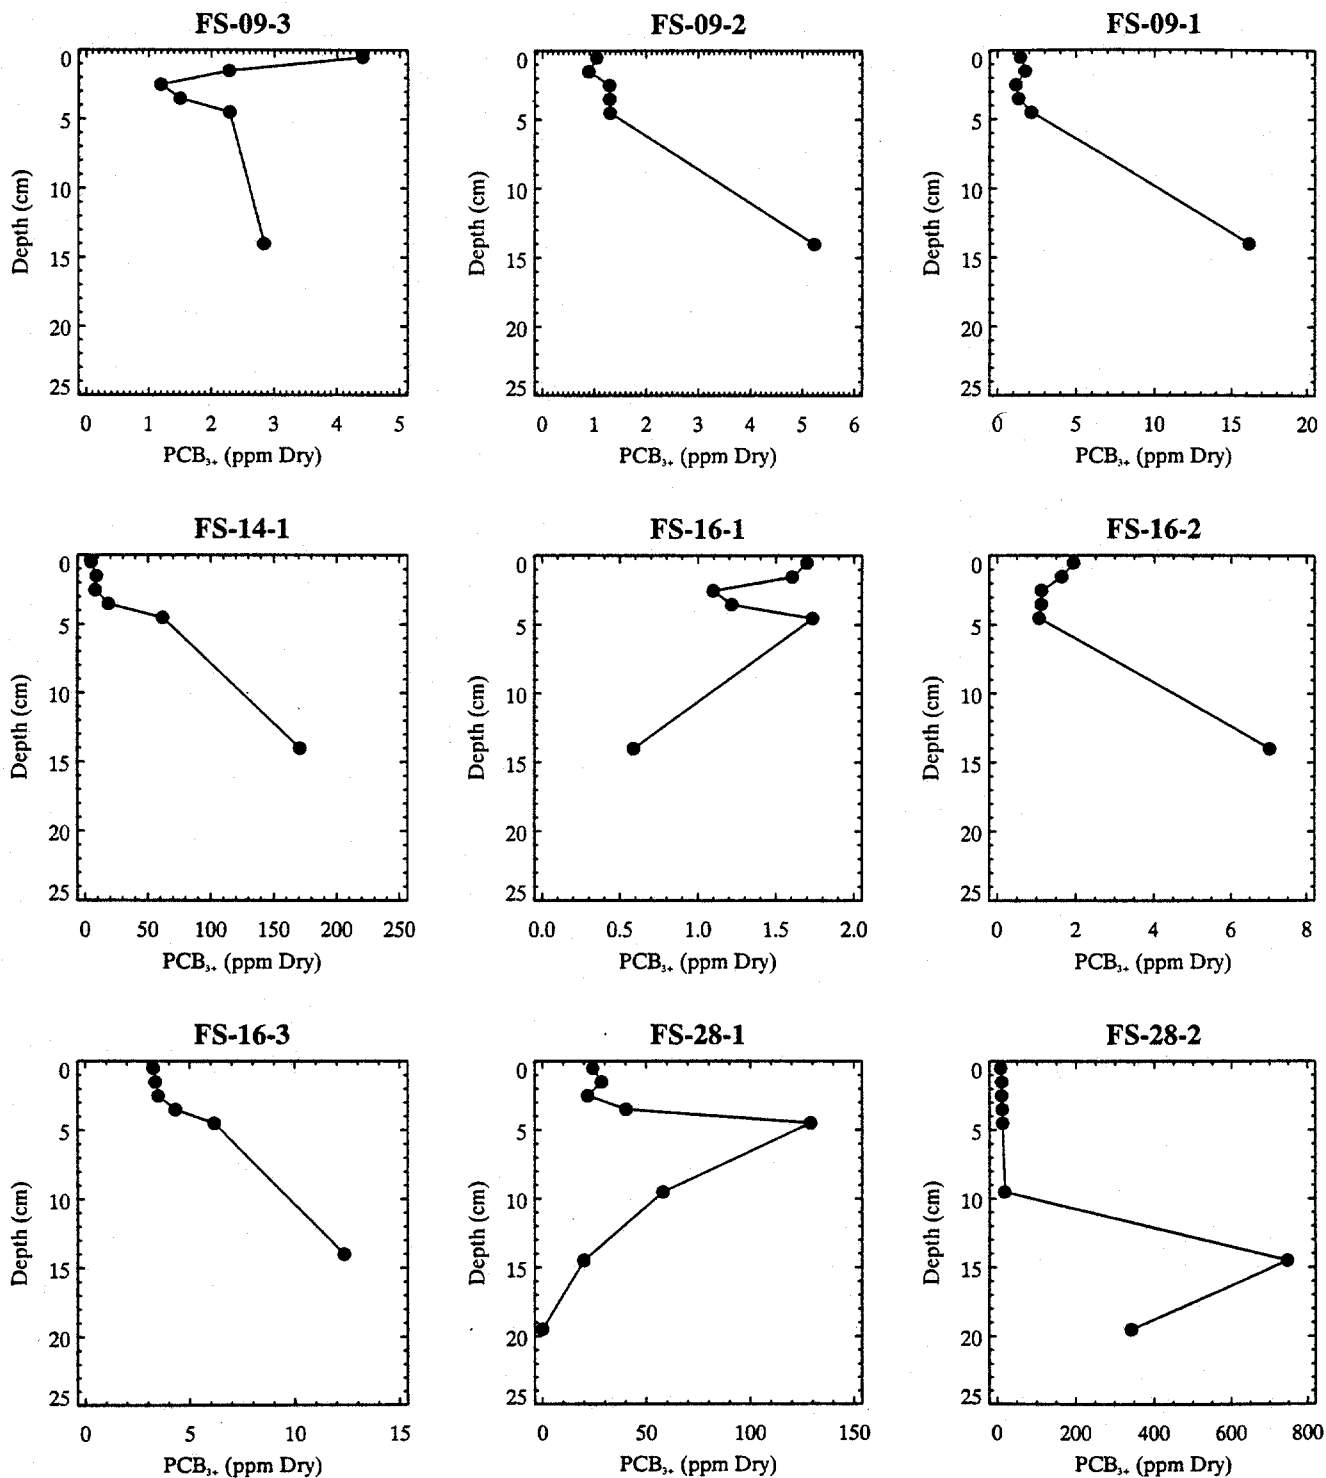 FS-09-3 FS-09-2 FS-09-1
0 0 0
5 5 5
10 10 10
15 15 15
20 20 20
25 25 25
Depth (cm) Depth (cm) Depth (cm)
0 1 2 3 4 5 0 1 2 3 4 5 6 0 5 10 15 20
PCB₃₊ (ppm Dry) PCB₃₊ (ppm Dry) PCB₃₊ (ppm Dry)
FS-14-1 FS-16-1 FS-16-2
0 0 0
5 5 5
10 10 10
15 15 15
20 20 20
25 25 25
Depth (cm) Depth (cm) Depth (cm)
0 50 100 150 200 250 0.0 0.5 1.0 1.5 2.0 0 2 4 6 8
PCB₃₊ (ppm Dry) PCB₃₊ (ppm Dry) PCB₃₊ (ppm Dry)
FS-16-3 FS-28-1 FS-28-2
0 0 0
5 5 5
10 10 10
15 15 15
20 20 20
25 25 25
Depth (cm) Depth (cm) Depth (cm)
0 5 10 15 0 50 100 150 0 200 400 600 800
PCB₃₊ (ppm Dry) PCB₃₊ (ppm Dry) PCB₃₊ (ppm Dry)